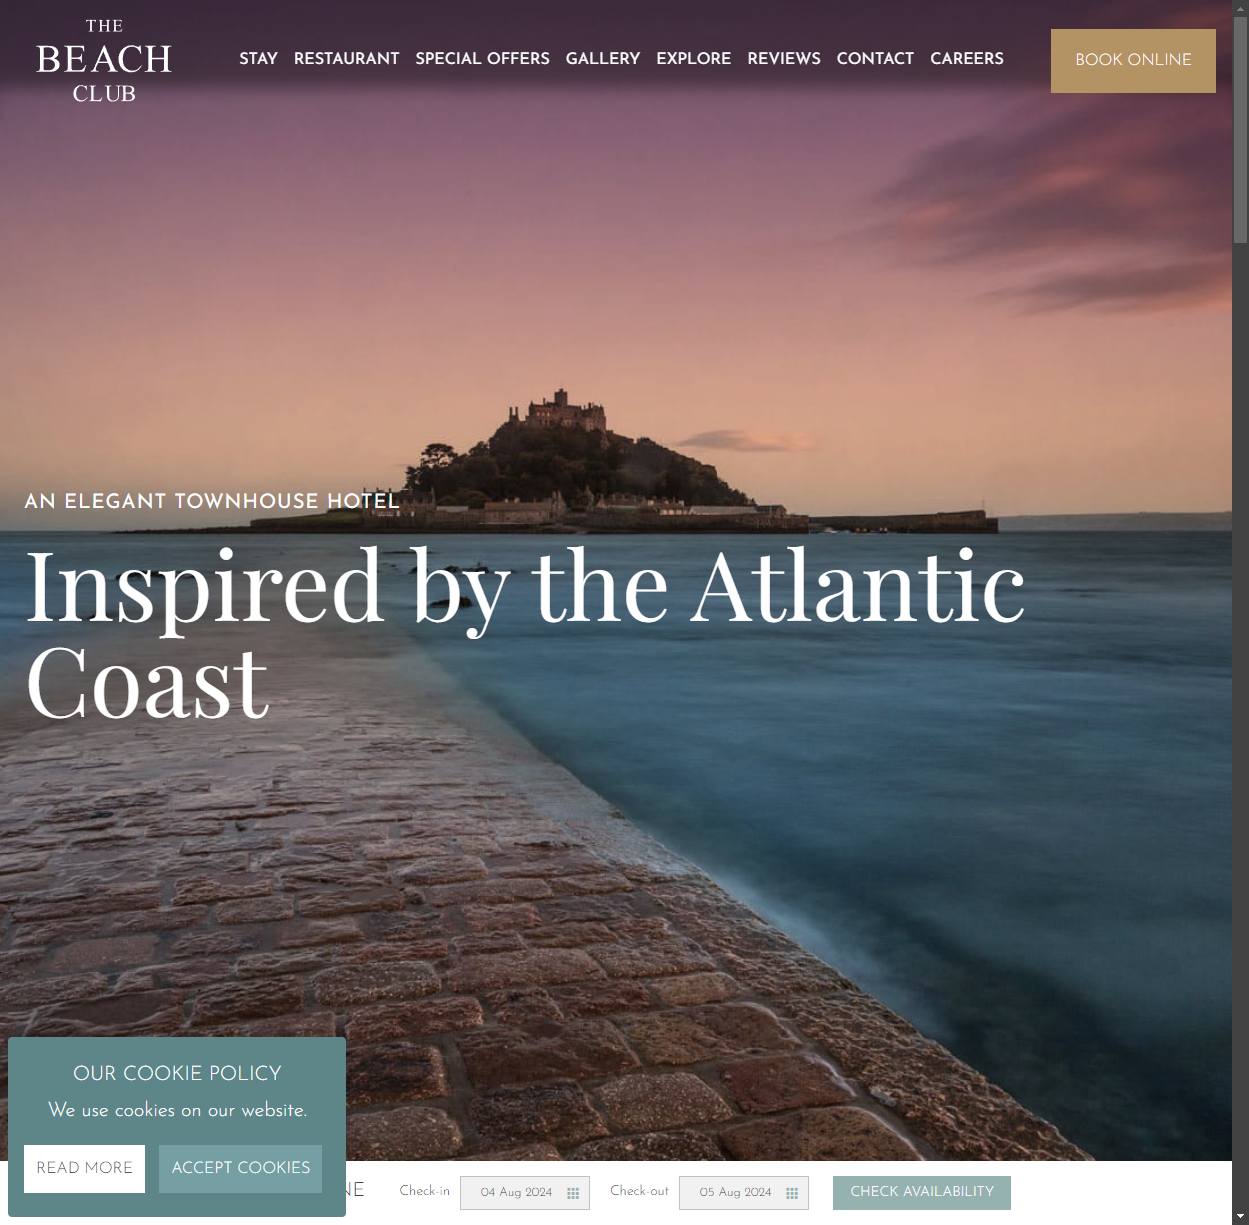 THE
BEACH
CLUB
STAY RESTAURANT SPECIAL OFFERS GALLERY EXPLORE REVIEWS CONTACT CAREERS
BOOK ONLINE
AN ELEGANT TOWNHOUSE HOTEL
Inspired by the Atlantic
Coast
OUR COOKIE POLICY
We use cookies on our website.
READ MORE
ACCEPT COOKIES
Check-in
04 Aug 2024
Check-out
05 Aug 2024
CHECK AVAILABILITY